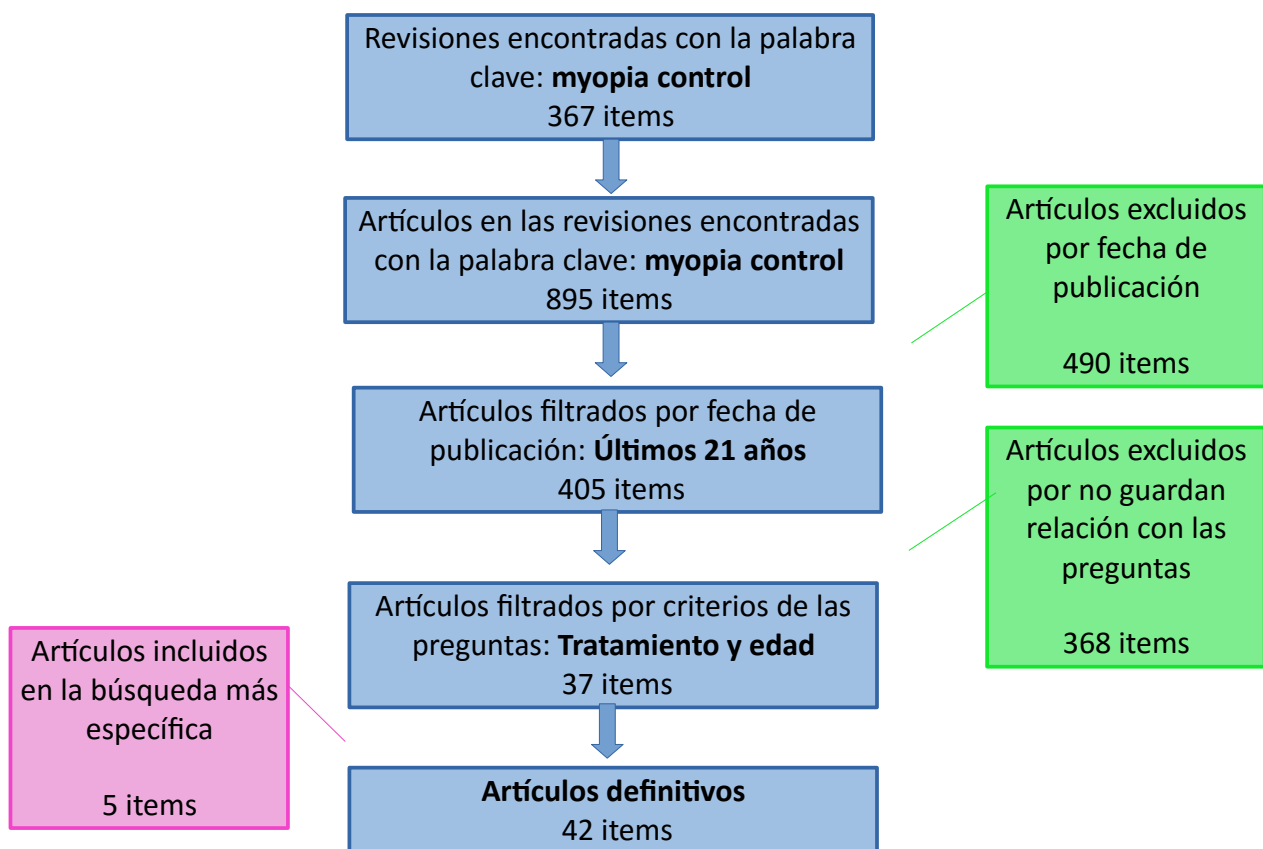 Revisiones encontradas con la palabra
clave: myopia control
367 items
Artículos en las revisiones encontradas
con la palabra clave: myopia control
895 items
Artículos excluidos
por fecha de
publicación
490 items
Artículos filtrados por fecha de
publicación: Últimos 21 años
405 items
Artículos excluidos
por no guardan
relación con las
preguntas
368 items
Artículos filtrados por criterios de las
preguntas: Tratamiento y edad
37 items
Artículos incluidos
en la búsqueda más
específica
5 items
Artículos definitivos
42 items